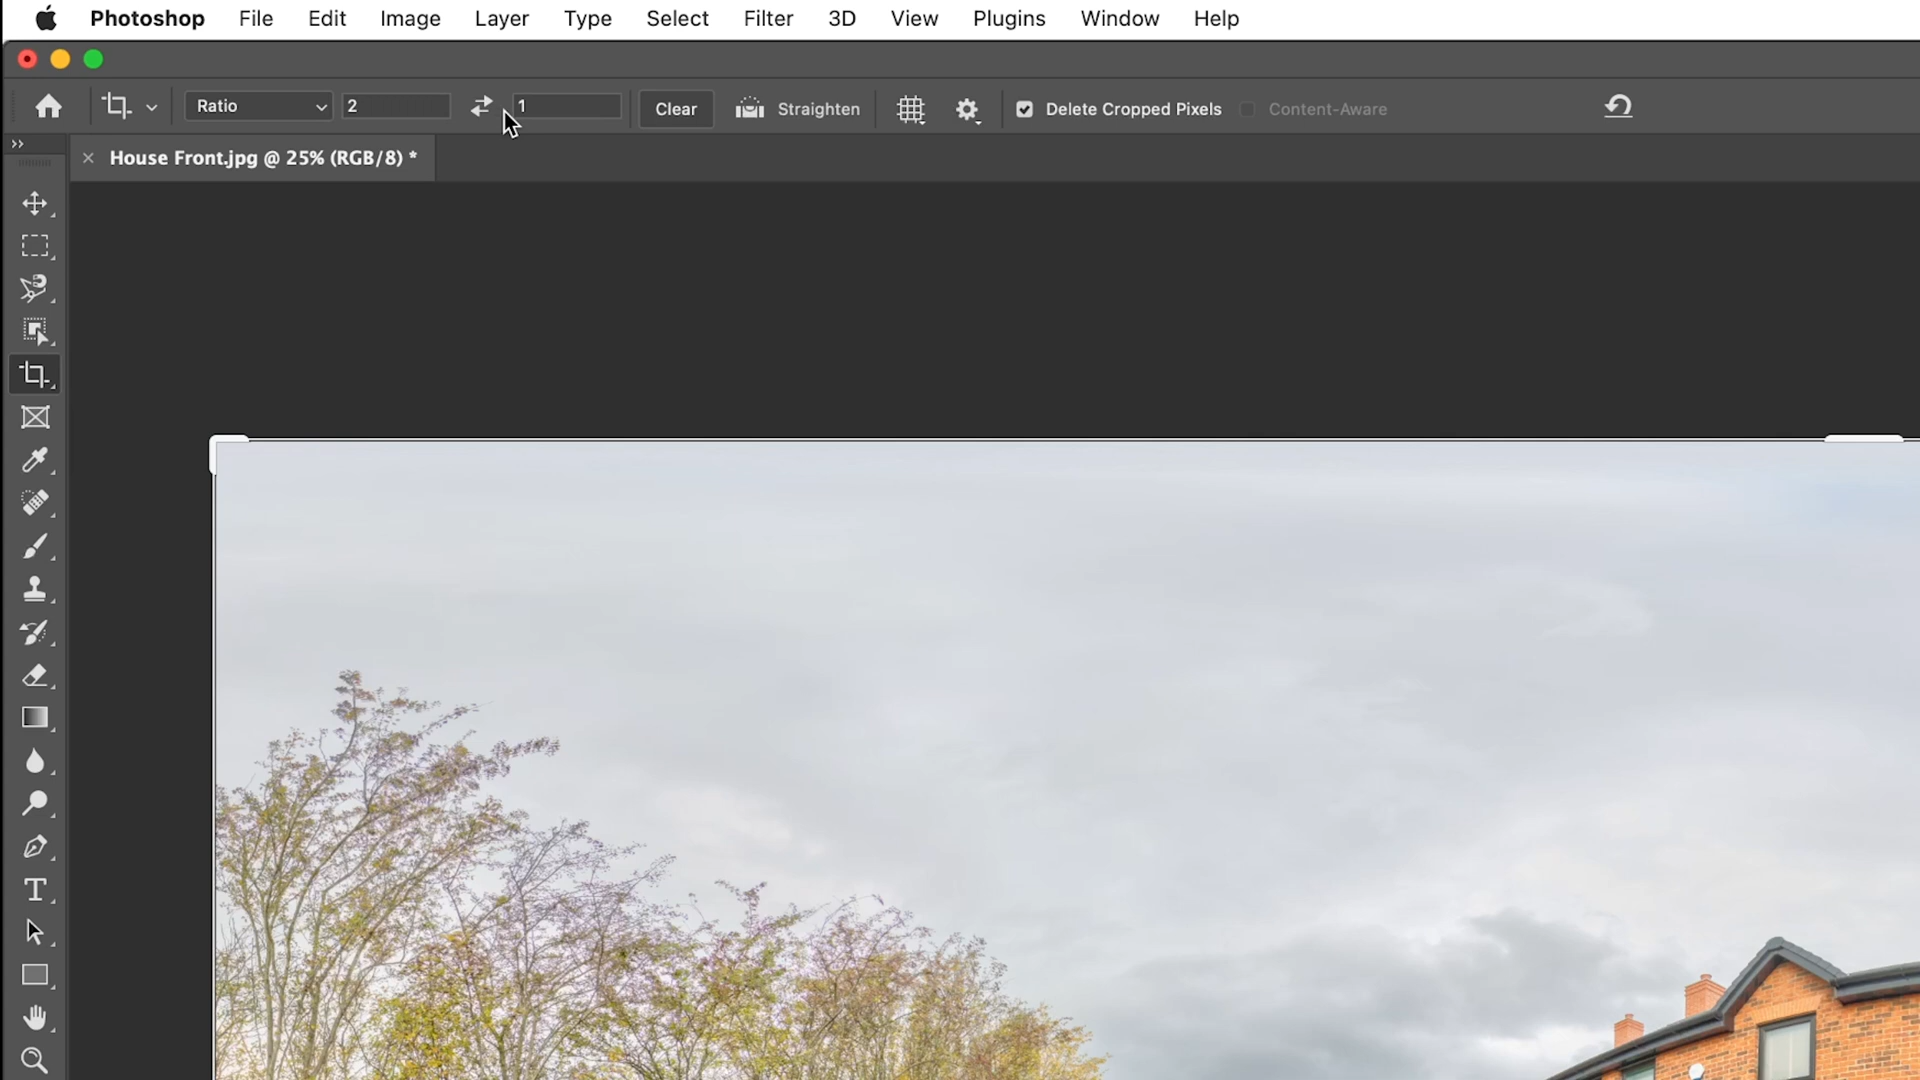 Photoshop File Edit Image Layer Type Select Filter 3D View Plugins Window Help
Ratio 2 1 Clear Straighten Delete Cropped Pixels Content-Aware
House Front.jpg @ 25% (RGB/8) *